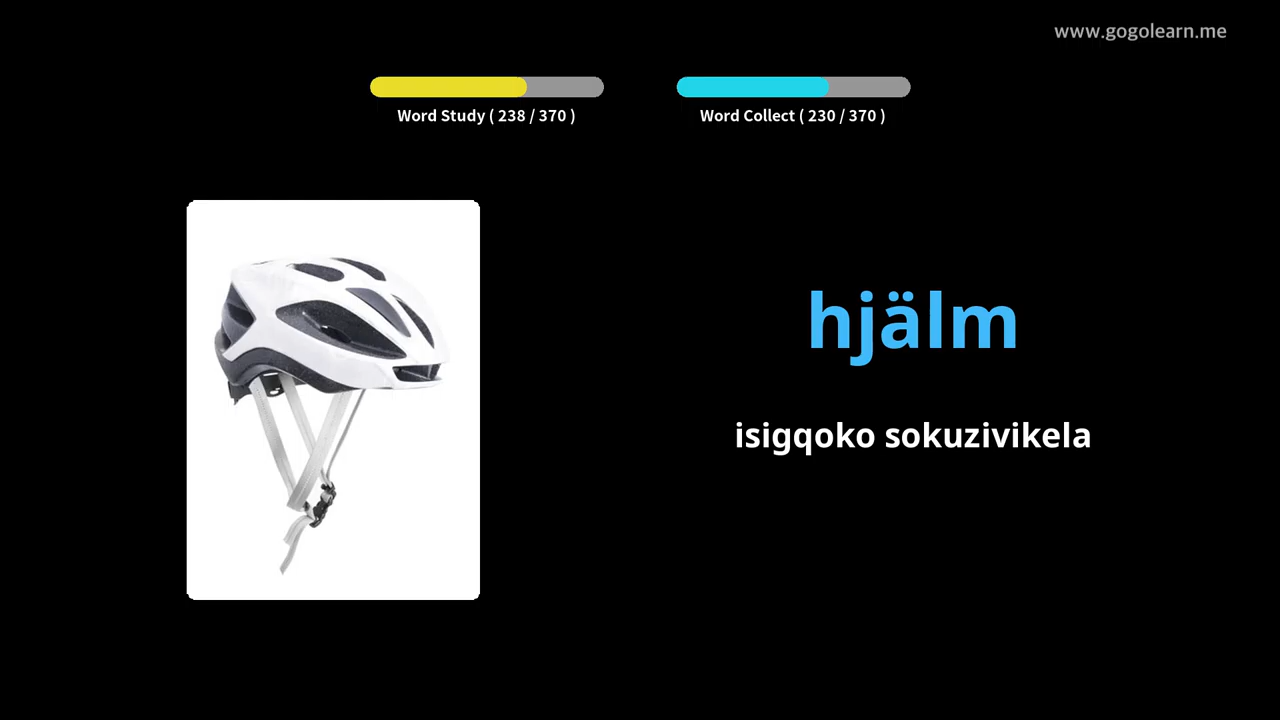 www.gogolearn.me
Word Study ( 238 / 370 )
Word Collect ( 230 / 370 )
hjälm
isigqoko sokuzivikela